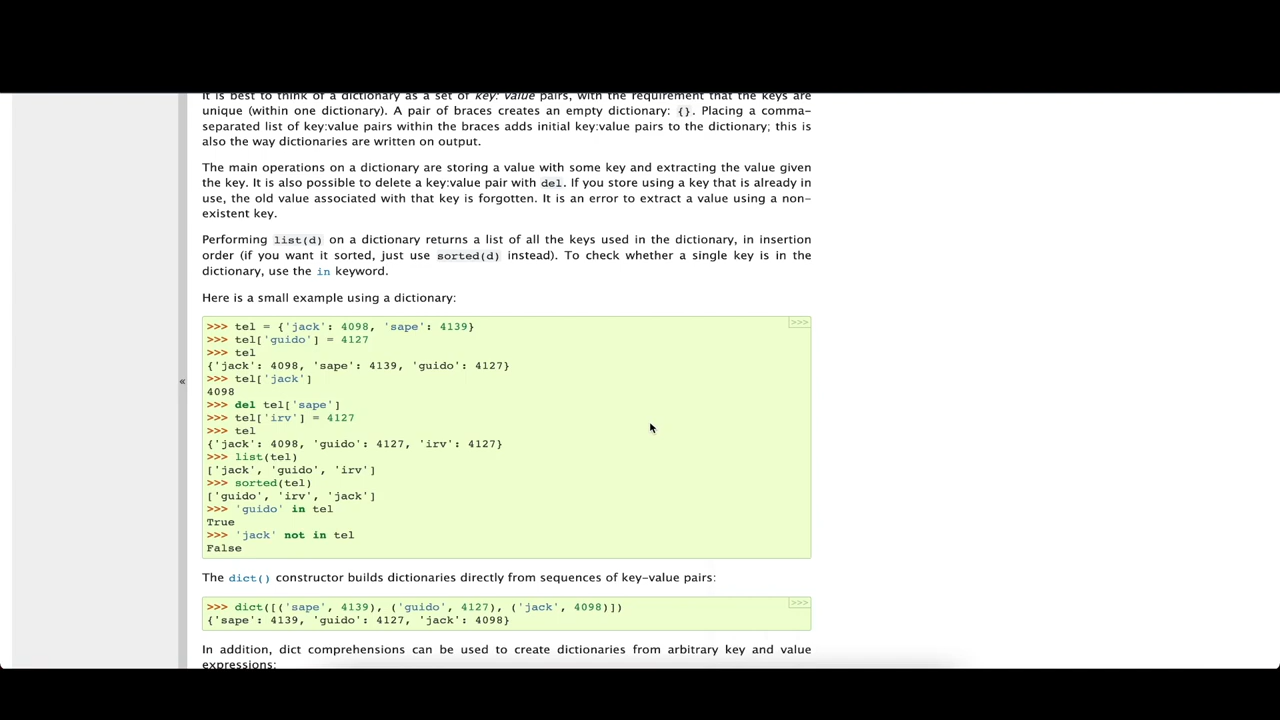 It is best to think of a dictionary as a set of key: value pairs, with the requirement that the keys are
unique (within one dictionary). A pair of braces creates an empty dictionary: {}. Placing a comma-
separated list of key:value pairs within the braces adds initial key:value pairs to the dictionary; this is
also the way dictionaries are written on output.
The main operations on a dictionary are storing a value with some key and extracting the value given
the key. It is also possible to delete a key:value pair with del. If you store using a key that is already in
use, the old value associated with that key is forgotten. It is an error to extract a value using a non-
existent key.
Performing list(d) on a dictionary returns a list of all the keys used in the dictionary, in insertion
order (if you want it sorted, just use sorted(d) instead). To check whether a single key is in the
dictionary, use the in keyword.
Here is a small example using a dictionary:
>>>
>>> tel = {'jack': 4098, 'sape': 4139}
>>> tel['guido'] = 4127
>>> tel
{'jack': 4098, 'sape': 4139, 'guido': 4127}
>>> tel['jack']
4098
>>> del tel['sape']
>>> tel['irv'] = 4127
>>> tel
{'jack': 4098, 'guido': 4127, 'irv': 4127}
>>> list(tel)
['jack', 'guido', 'irv']
>>> sorted(tel)
['guido', 'irv', 'jack']
>>> 'guido' in tel
True
>>> 'jack' not in tel
False
«
The dict() constructor builds dictionaries directly from sequences of key-value pairs:
>>>
>>> dict([('sape', 4139), ('guido', 4127), ('jack', 4098)])
{'sape': 4139, 'guido': 4127, 'jack': 4098}
In addition, dict comprehensions can be used to create dictionaries from arbitrary key and value
expressions: